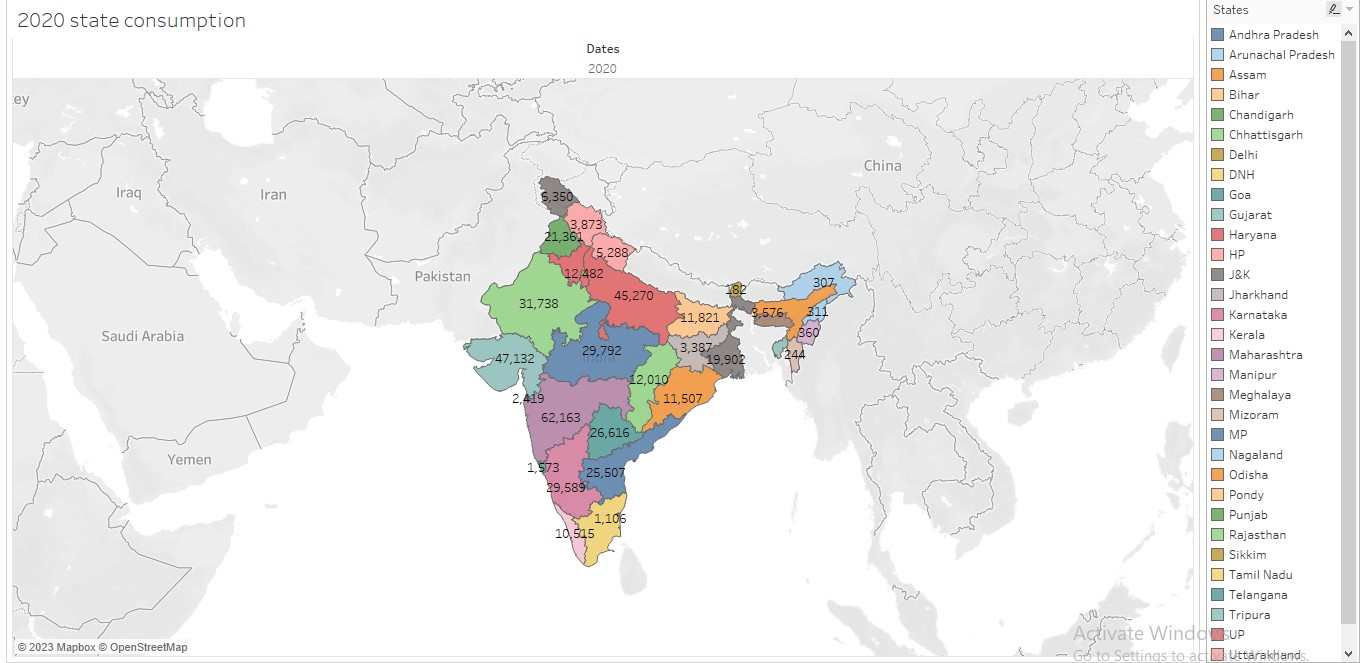 2020 state consumption
Dates
2020
ey
Iraq
Iran
China
Pakistan
Saudi Arabia
Yemen
India
6,350
3,873
21,361
5,288
12,482
307
182
31,738
45,270
3,576
311
11,821
360
47,132
29,792
3,387
244
19,902
12,010
2,419
11,507
62,163
26,616
1,573
25,507
29,589
1,106
10,515
© 2023 Mapbox © OpenStreetMap
States
Andhra Pradesh
Arunachal Pradesh
Assam
Bihar
Chandigarh
Chhattisgarh
Delhi
DNH
Goa
Gujarat
Haryana
HP
J&K
Jharkhand
Karnataka
Kerala
Maharashtra
Manipur
Meghalaya
Mizoram
MP
Nagaland
Odisha
Pondy
Punjab
Rajasthan
Sikkim
Tamil Nadu
Telangana
Tripura
UP
Uttarakhand
Activate Windows
Go to Settings to activate Windows.